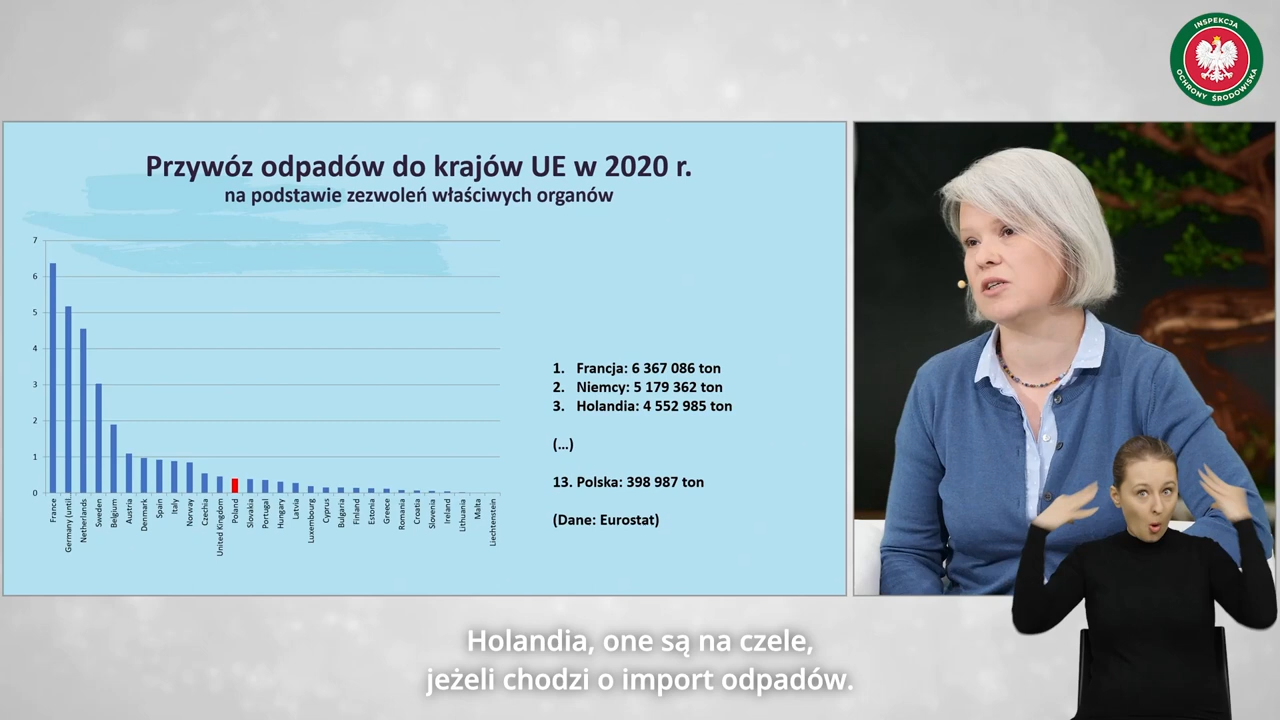 INSPEKCJA
OCHRONY ŚRODOWISKA
Przywóz odpadów do krajów UE w 2020 r.
na podstawie zezwoleń właściwych organów
7
6
5
4
3
2
1
0
France
Germany (until
Netherlands
Sweden
Belgium
Austria
Denmark
Spain
Italy
Norway
Czechia
United Kingdom
Poland
Slovakia
Portugal
Hungary
Latvia
Luxembourg
Cyprus
Bulgaria
Finland
Estonia
Greece
Romania
Croatia
Slovenia
Ireland
Lithuania
Malta
Liechtenstein
1. Francja: 6 367 086 ton
2. Niemcy: 5 179 362 ton
3. Holandia: 4 552 985 ton
(...)
13. Polska: 398 987 ton
(Dane: Eurostat)
Holandia, one są na czele,
jeżeli chodzi o import odpadów.